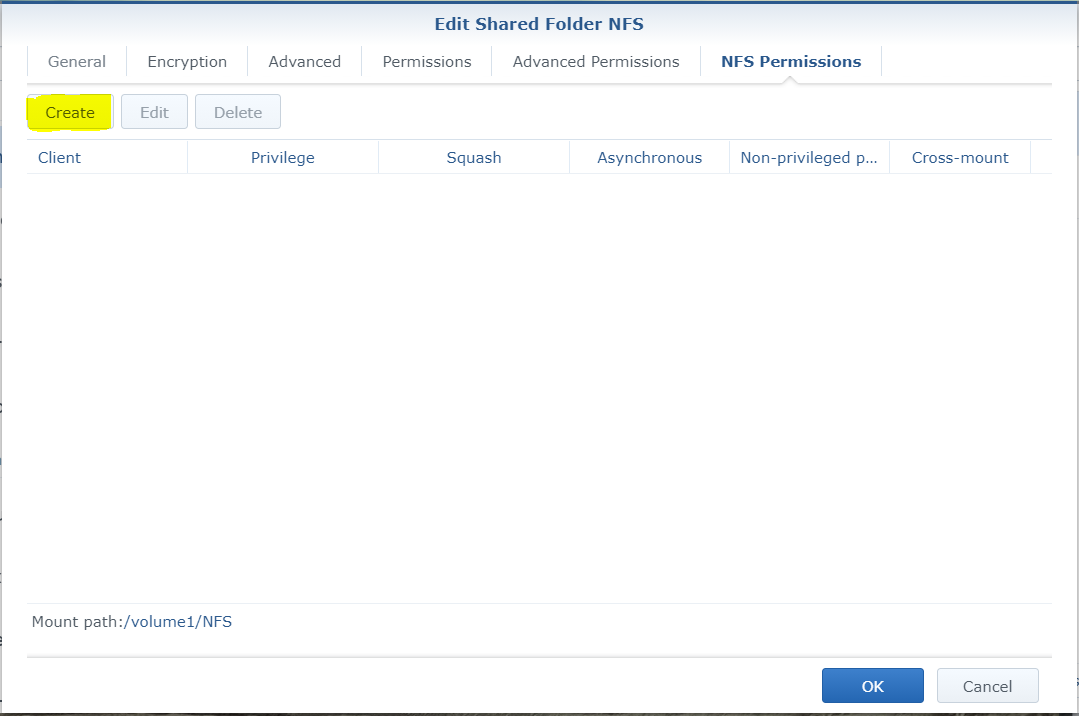 Edit Shared Folder NFS
General Encryption Advanced Permissions Advanced Permissions NFS Permissions
Create Edit Delete
Client Privilege Squash Asynchronous Non-privileged p... Cross-mount
Mount path:/volume1/NFS
OK Cancel